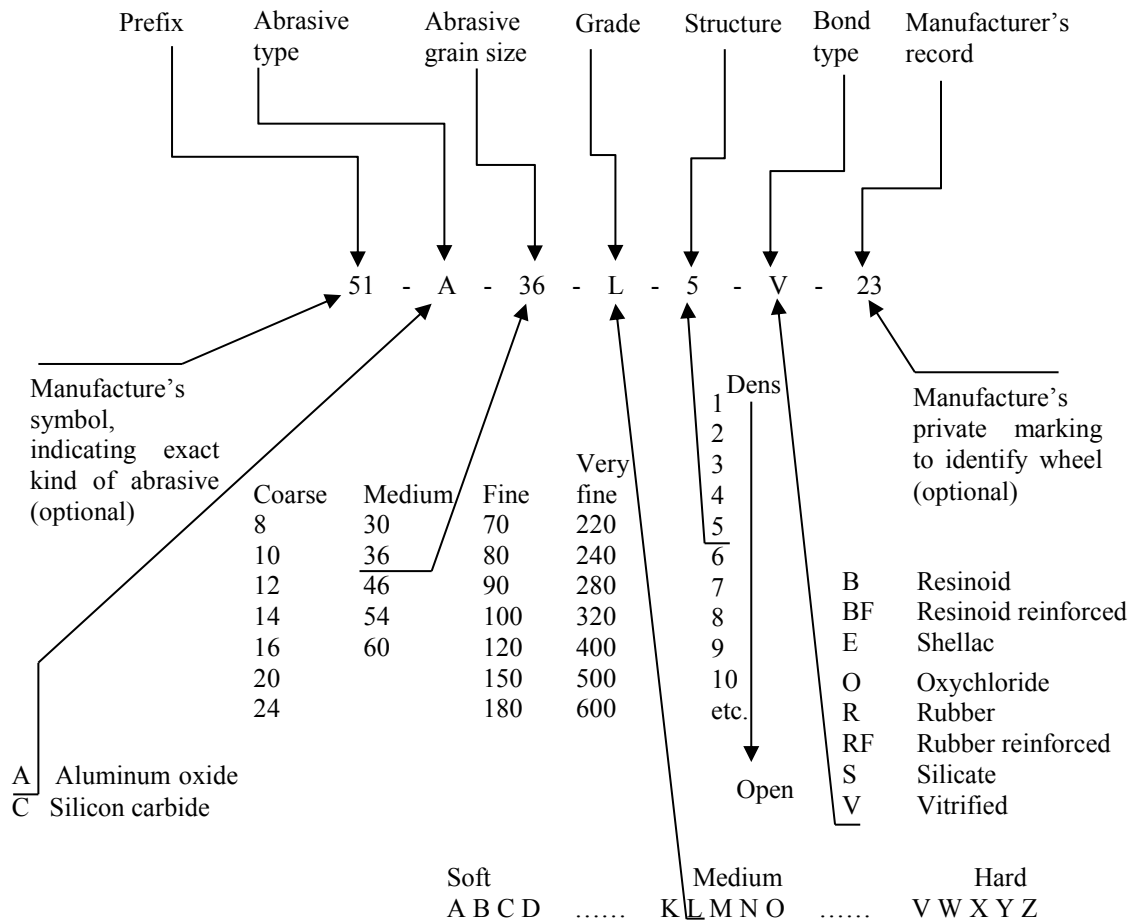 Prefix
Abrasive
type
Abrasive
grain size
Grade
Structure
Bond
type
Manufacturer's
record
51 - A - 36 - L - 5 - V - 23
Manufacture's
symbol,
indicating exact
kind of abrasive
(optional)
Coarse
8
10
12
14
16
20
24
Medium
30
36
46
54
60
Fine
70
80
90
100
120
150
180
Very
fine
220
240
280
320
400
500
600
Dens
1
2
3
4
5
6
7
8
9
10
etc.
Open
Manufacture's
private marking
to identify wheel
(optional)
B Resinoid
BF Resinoid reinforced
E Shellac
O Oxychloride
R Rubber
RF Rubber reinforced
S Silicate
V Vitrified
A Aluminum oxide
C Silicon carbide
Soft Medium Hard
A B C D ...... K L M N O ...... V W X Y Z